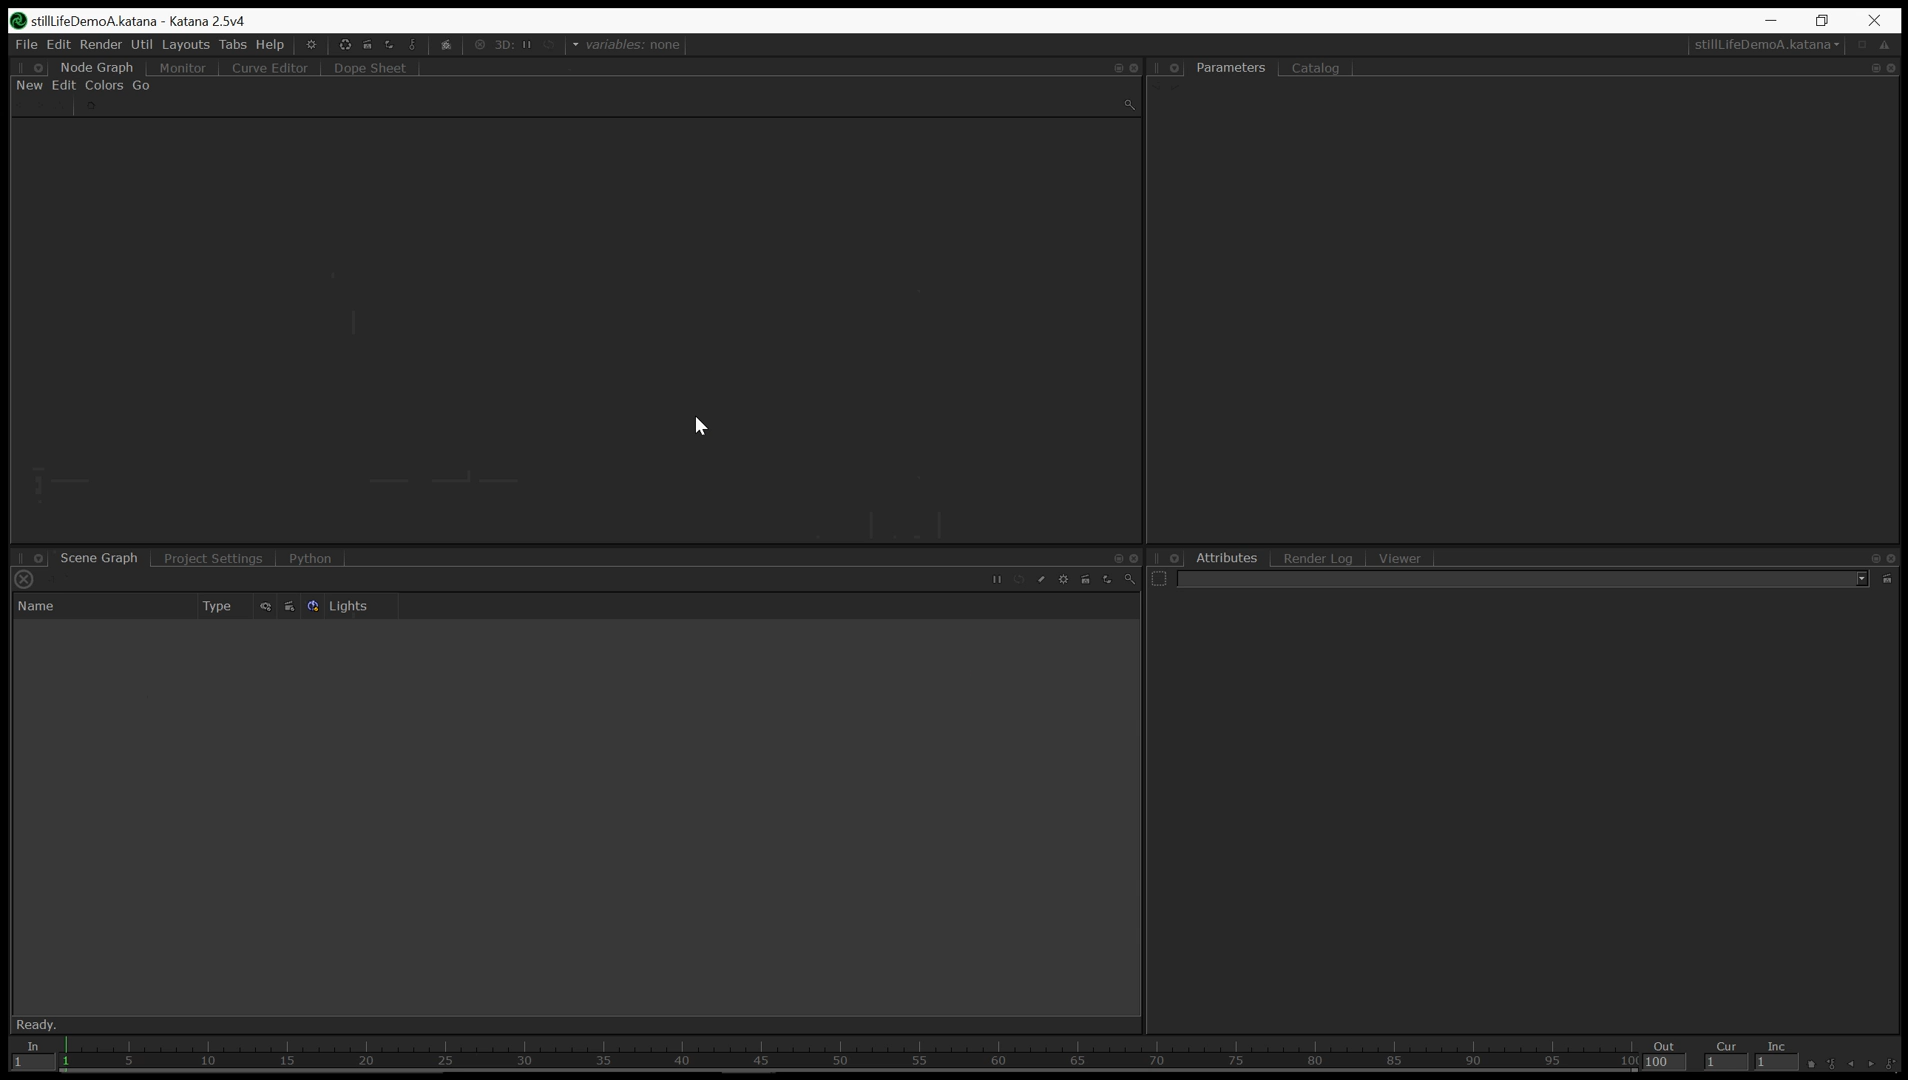 stillLifeDemoA.katana - Katana 2.5v4
File Edit Render Util Layouts Tabs Help 3D: variables: none stillLifeDemoA.katana
Node Graph Monitor Curve Editor Dope Sheet
Parameters Catalog
New Edit Colors Go
Scene Graph Project Settings Python
Attributes Render Log Viewer
Name Type Lights
Ready.
In Out Cur Inc
1 1 5 10 15 20 25 30 35 40 45 50 55 60 65 70 75 80 85 90 95 100 1 1